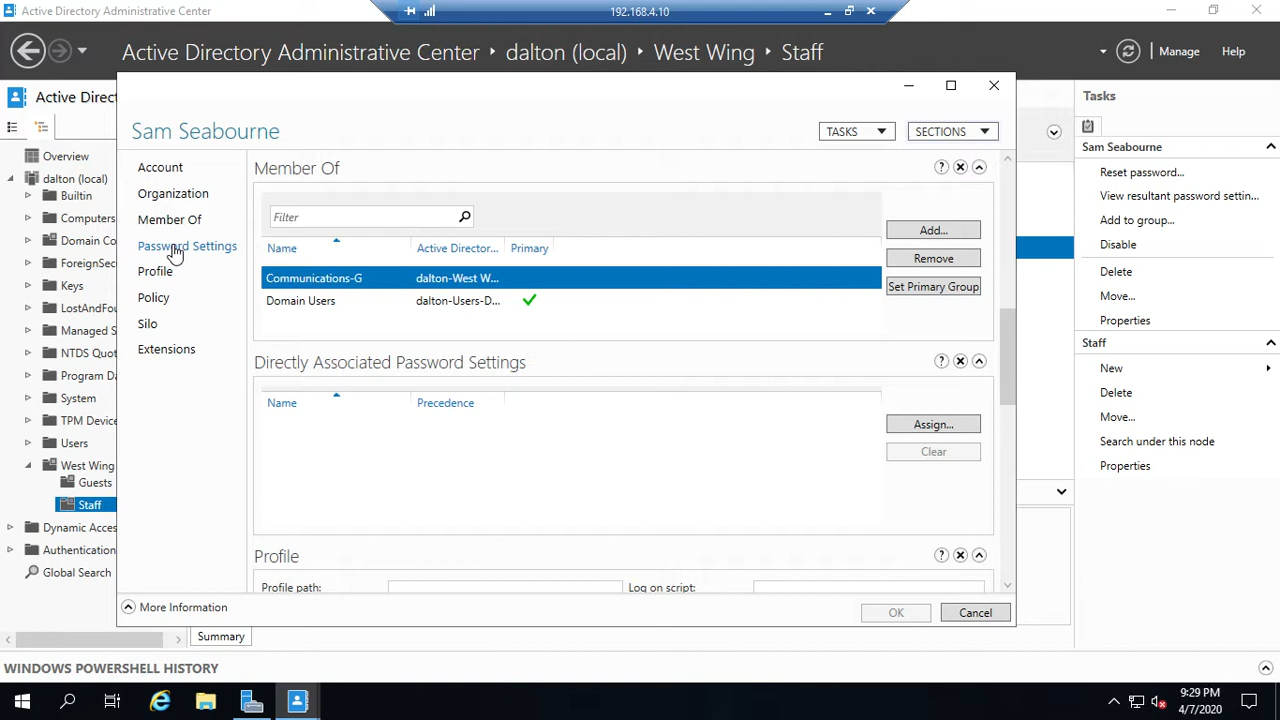 Active Directory Administrative Center
192.168.4.10
Active Directory Administrative Center › dalton (local) › West Wing › Staff
Manage
Help
Active Direct
Overview
dalton (local)
Builtin
Computers
Domain Co
ForeignSec
Keys
LostAndFou
Managed S
NTDS Quot
Program Da
System
TPM Device
Users
West Wing
Guests
Staff
Dynamic Acces
Authentication
Global Search
Sam Seabourne
TASKS
SECTIONS
Account
Organization
Member Of
Password Settings
Profile
Policy
Silo
Extensions
Member Of
Filter
Name
Active Director...
Primary
Communications-G
dalton-West W...
Domain Users
dalton-Users-D...
Add...
Remove
Set Primary Group
Directly Associated Password Settings
Name
Precedence
Assign...
Clear
Profile
Profile path:
Log on script:
More Information
OK
Cancel
Tasks
Sam Seabourne
Reset password...
View resultant password settin...
Add to group...
Disable
Delete
Move...
Properties
Staff
New
Delete
Move...
Search under this node
Properties
Summary
WINDOWS POWERSHELL HISTORY
9:29 PM
4/7/2020